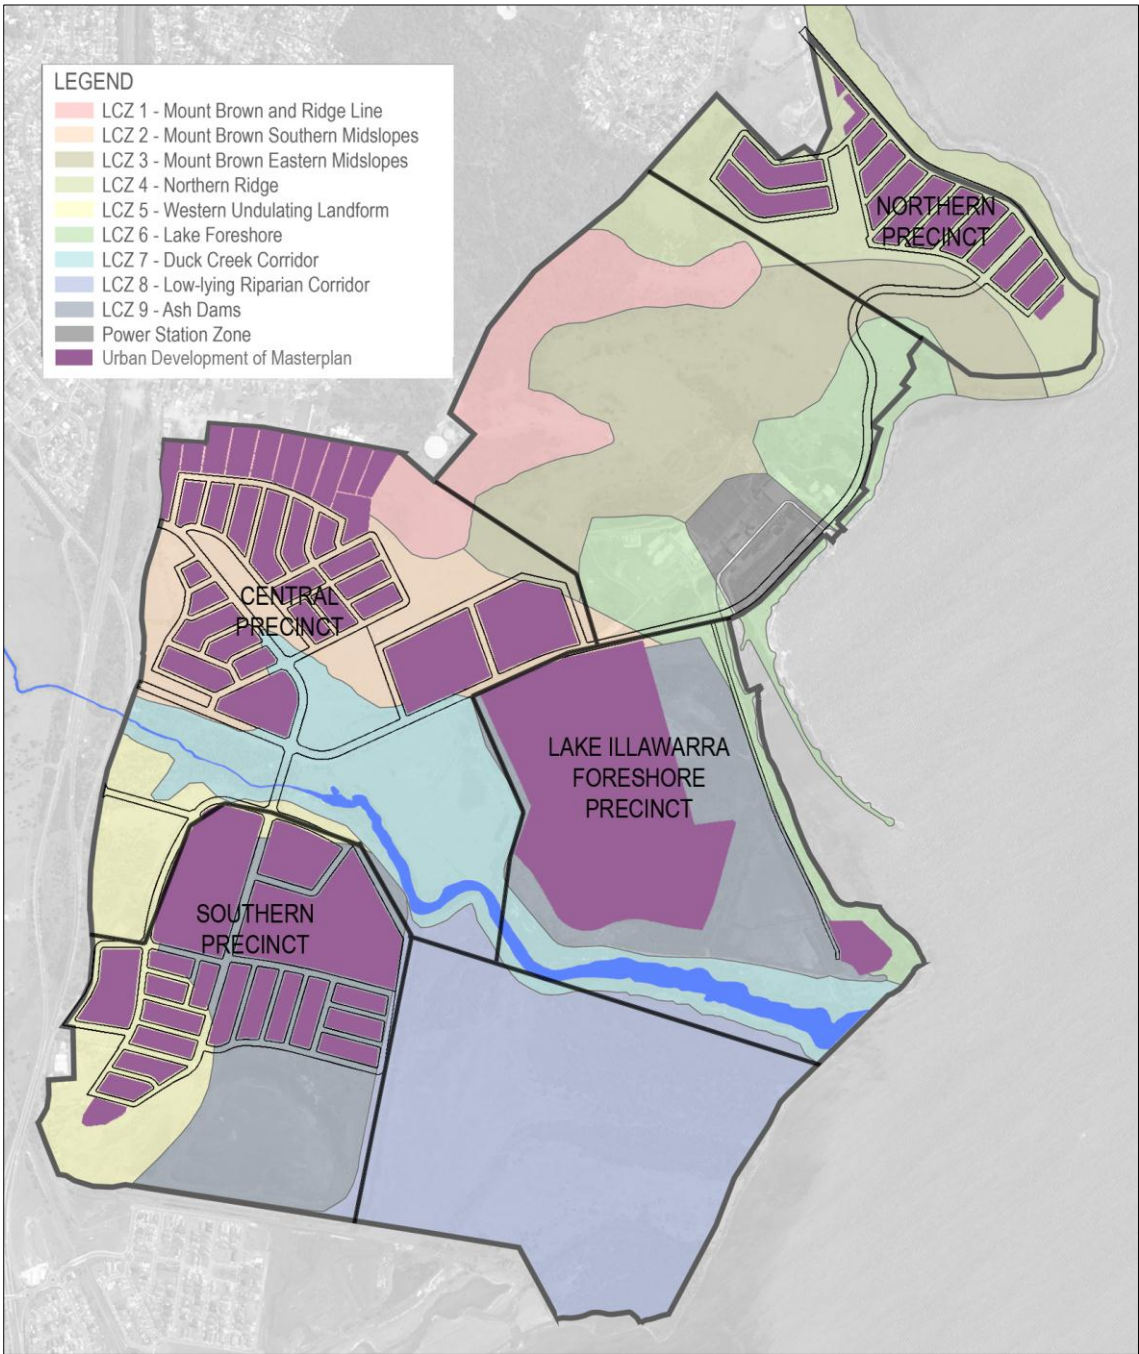 LEGEND
LCZ 1 - Mount Brown and Ridge Line
LCZ 2 - Mount Brown Southern Midslopes
LCZ 3 - Mount Brown Eastern Midslopes
LCZ 4 - Northern Ridge
LCZ 5 - Western Undulating Landform
LCZ 6 - Lake Foreshore
LCZ 7 - Duck Creek Corridor
LCZ 8 - Low-lying Riparian Corridor
LCZ 9 - Ash Dams
Power Station Zone
Urban Development of Masterplan
NORTHERN
PRECINCT
CENTRAL
PRECINCT
LAKE ILLAWARRA
FORESHORE
PRECINCT
SOUTHERN
PRECINCT